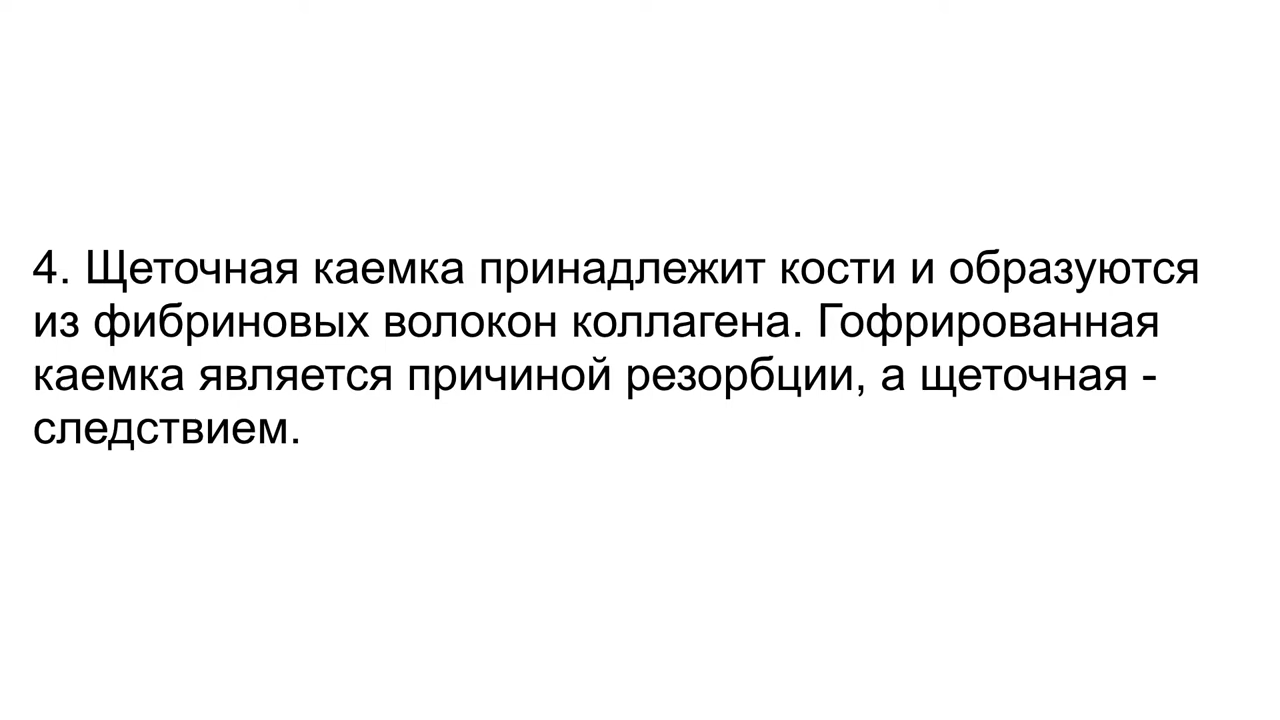 4. Щеточная каемка принадлежит кости и образуются
из фибриновых волокон коллагена. Гофрированная
каемка является причиной резорбции, а щеточная -
следствием.